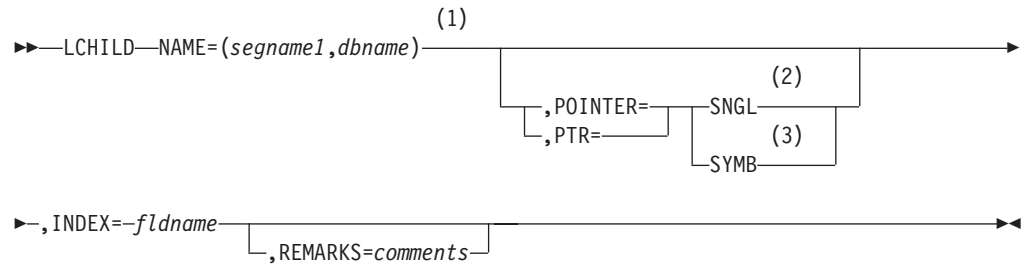 (1)
LCHILD NAME=(segname1,dbname)
(2)
,POINTER= SNGL
,PTR= (3)
SYMB
,INDEX= fldname
,REMARKS=comments